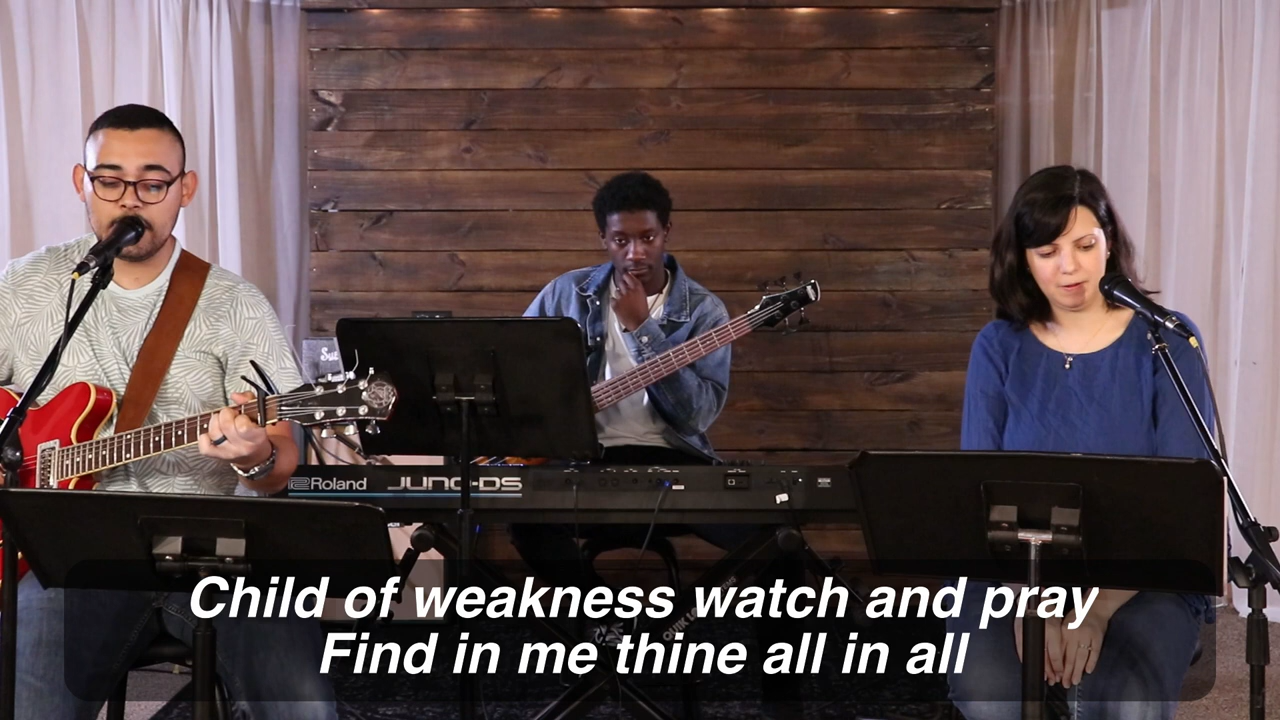 Roland JUNO-DS
Child of weakness watch and pray
Find in me thine all in all